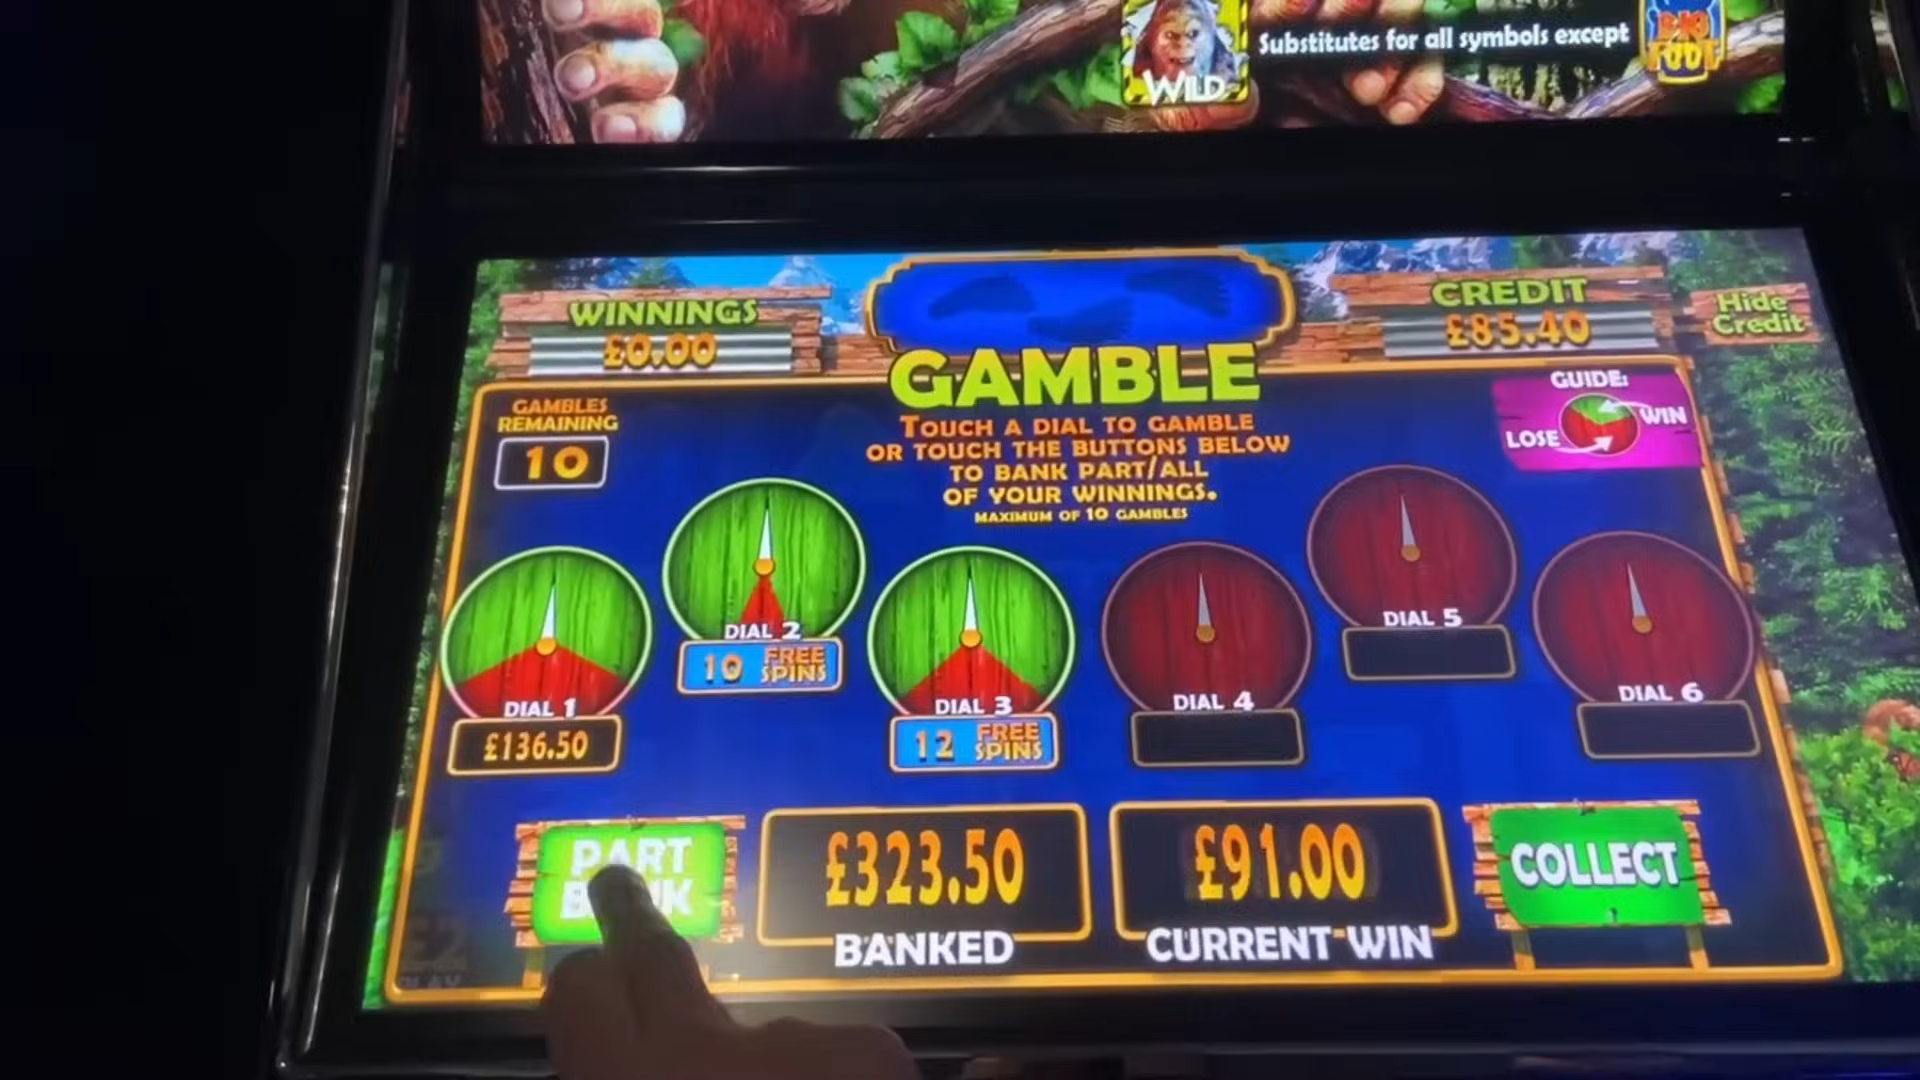 WILD
Substitutes for all symbols except
BIG
FOOT
WINNINGS
£0.00
CREDIT
£85.40
Hide
Credit
GAMBLE
TOUCH A DIAL TO GAMBLE
OR TOUCH THE BUTTONS BELOW
TO BANK PART/ALL
OF YOUR WINNINGS.
MAXIMUM OF 10 GAMBLES
GAMBLES
REMAINING
10
GUIDE:
WIN
LOSE
DIAL 1
£136.50
DIAL 2
10 FREE
SPINS
DIAL 3
12 FREE
SPINS
DIAL 4
DIAL 5
DIAL 6
PART
BANK
£323.50
BANKED
£91.00
CURRENT WIN
COLLECT